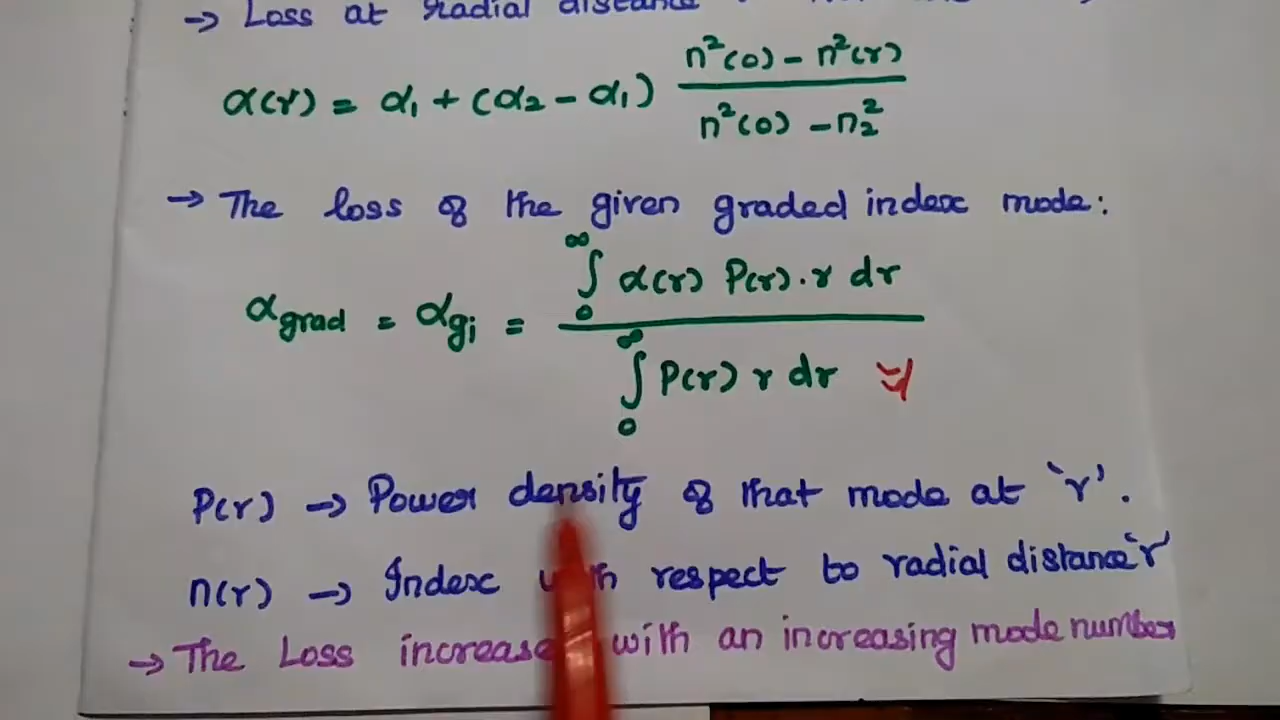 → Loss at radial distance
α(r) = α₁ + (α₂ - α₁) n²(0) - n²(r) / n²(0) - n₂²
→ The loss of the given graded index mode:
α_grad = α_gi = ∫₀^∞ α(r) P(r).r dr / ∫₀^∞ P(r) r dr
P(r) → Power density of that mode at 'r'.
n(r) → Index with respect to radial distance 'r'
→ The Loss increases with an increasing mode number